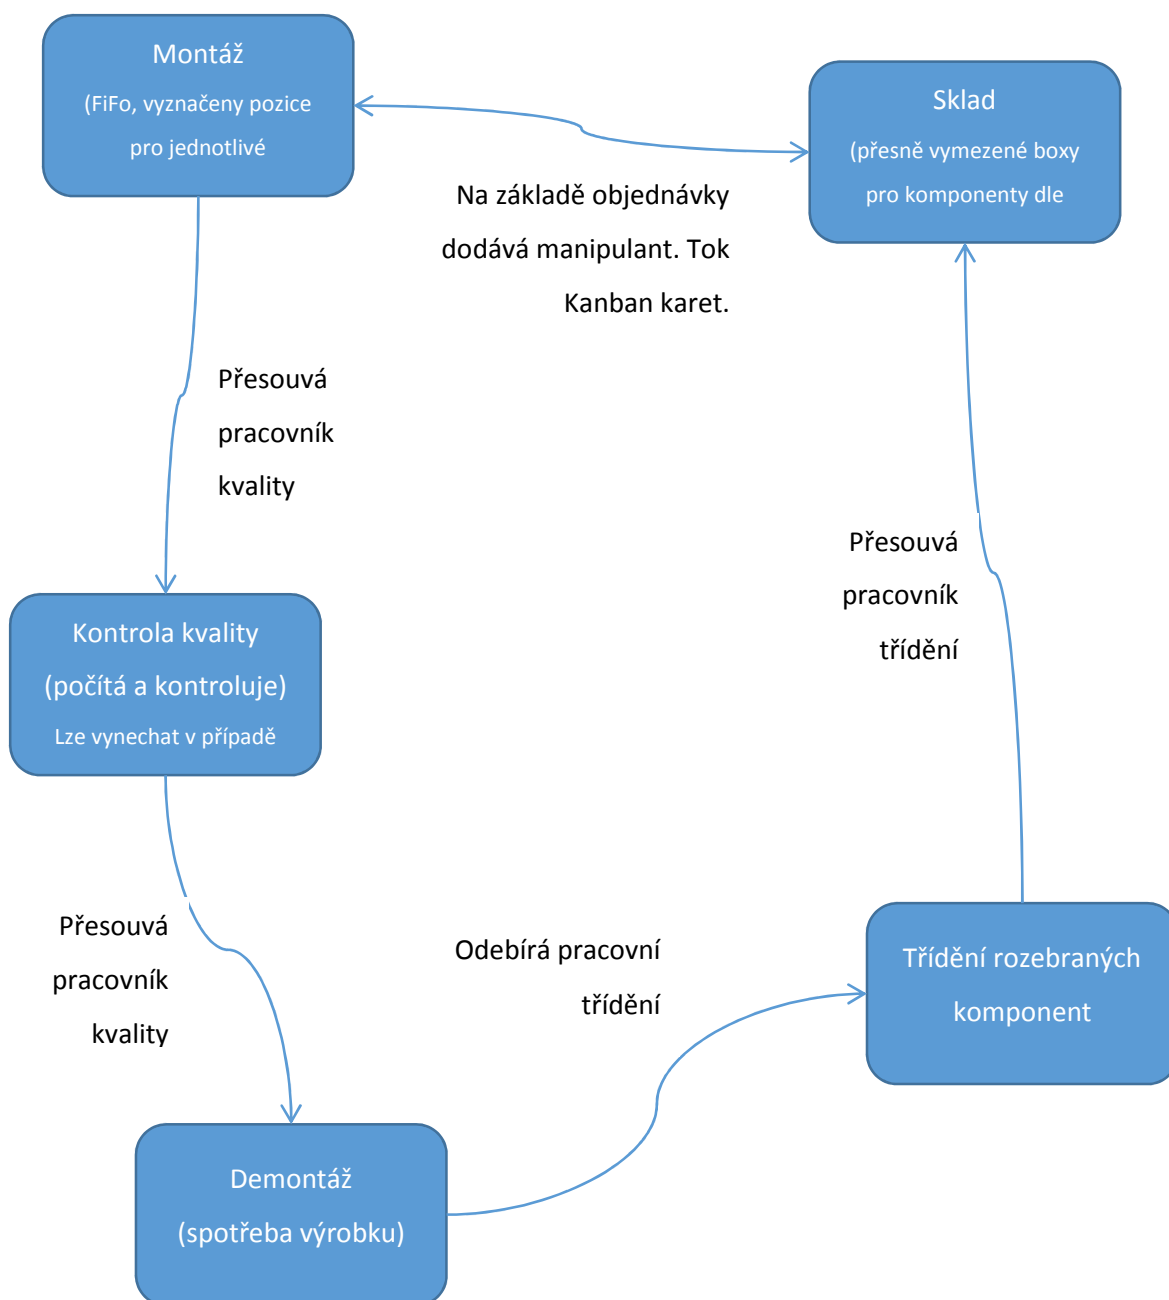 Montáž
(FiFo, vyznačeny pozice
pro jednotlivé
Sklad
(přesně vymezené boxy
pro komponenty dle
Na základě objednávky
dodává manipulant. Tok
Kanban karet.
Přesouvá
pracovník
kvality
Přesouvá
pracovník
třídění
Kontrola kvality
(počítá a kontroluje)
Lze vynechat v případě
Přesouvá
pracovník
kvality
Odebírá pracovní
třídění
Třídění rozebraných
komponent
Demontáž
(spotřeba výrobku)